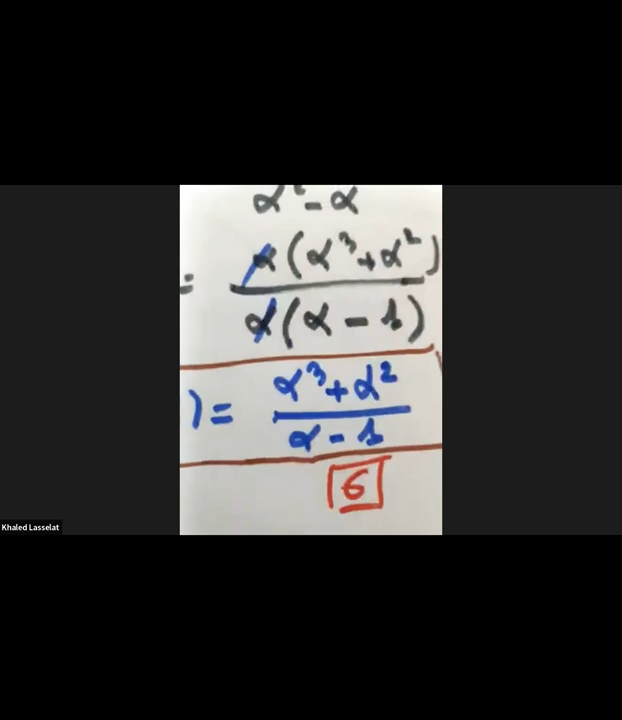 α² - α
= α(α³+α²)
α(α - 1)
) = α³+α²
α - 1
6
Khaled Lasselat